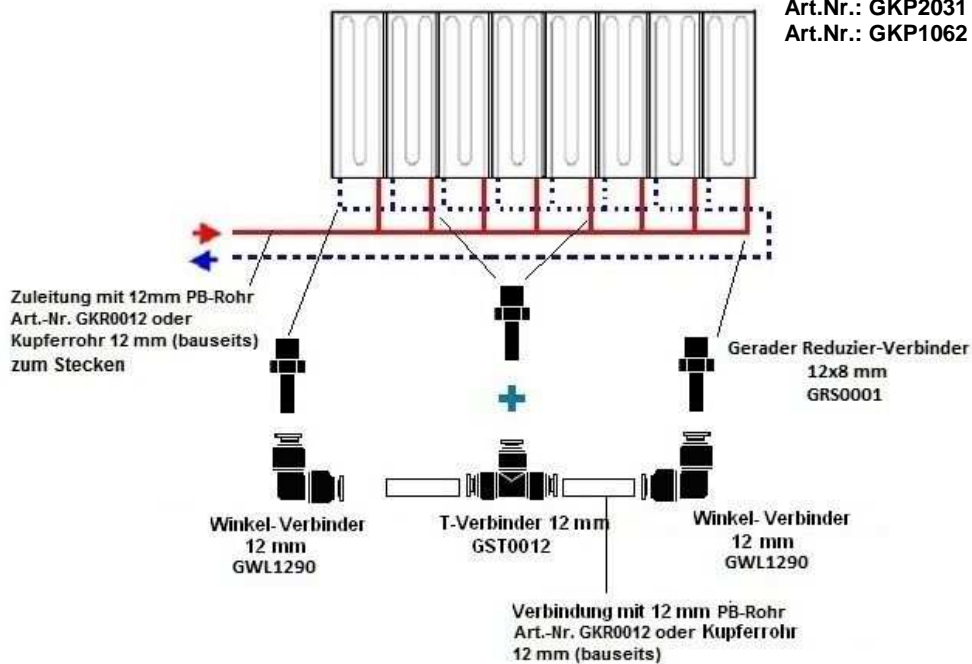 Art.Nr.: GKP2031
Art.Nr.: GKP1062
Zuleitung mit 12mm PB-Rohr
Art.-Nr. GKR0012 oder
Kupferrohr 12 mm (bauseits)
zum Stecken
Gerader Reduzier-Verbinder
12x8 mm
GRS0001
Winkel-Verbinder
12 mm
GWL1290
T-Verbinder 12 mm
GST0012
Winkel-Verbinder
12 mm
GWL1290
Verbindung mit 12 mm PB-Rohr
Art.-Nr. GKR0012 oder Kupferrohr
12 mm (bauseits)